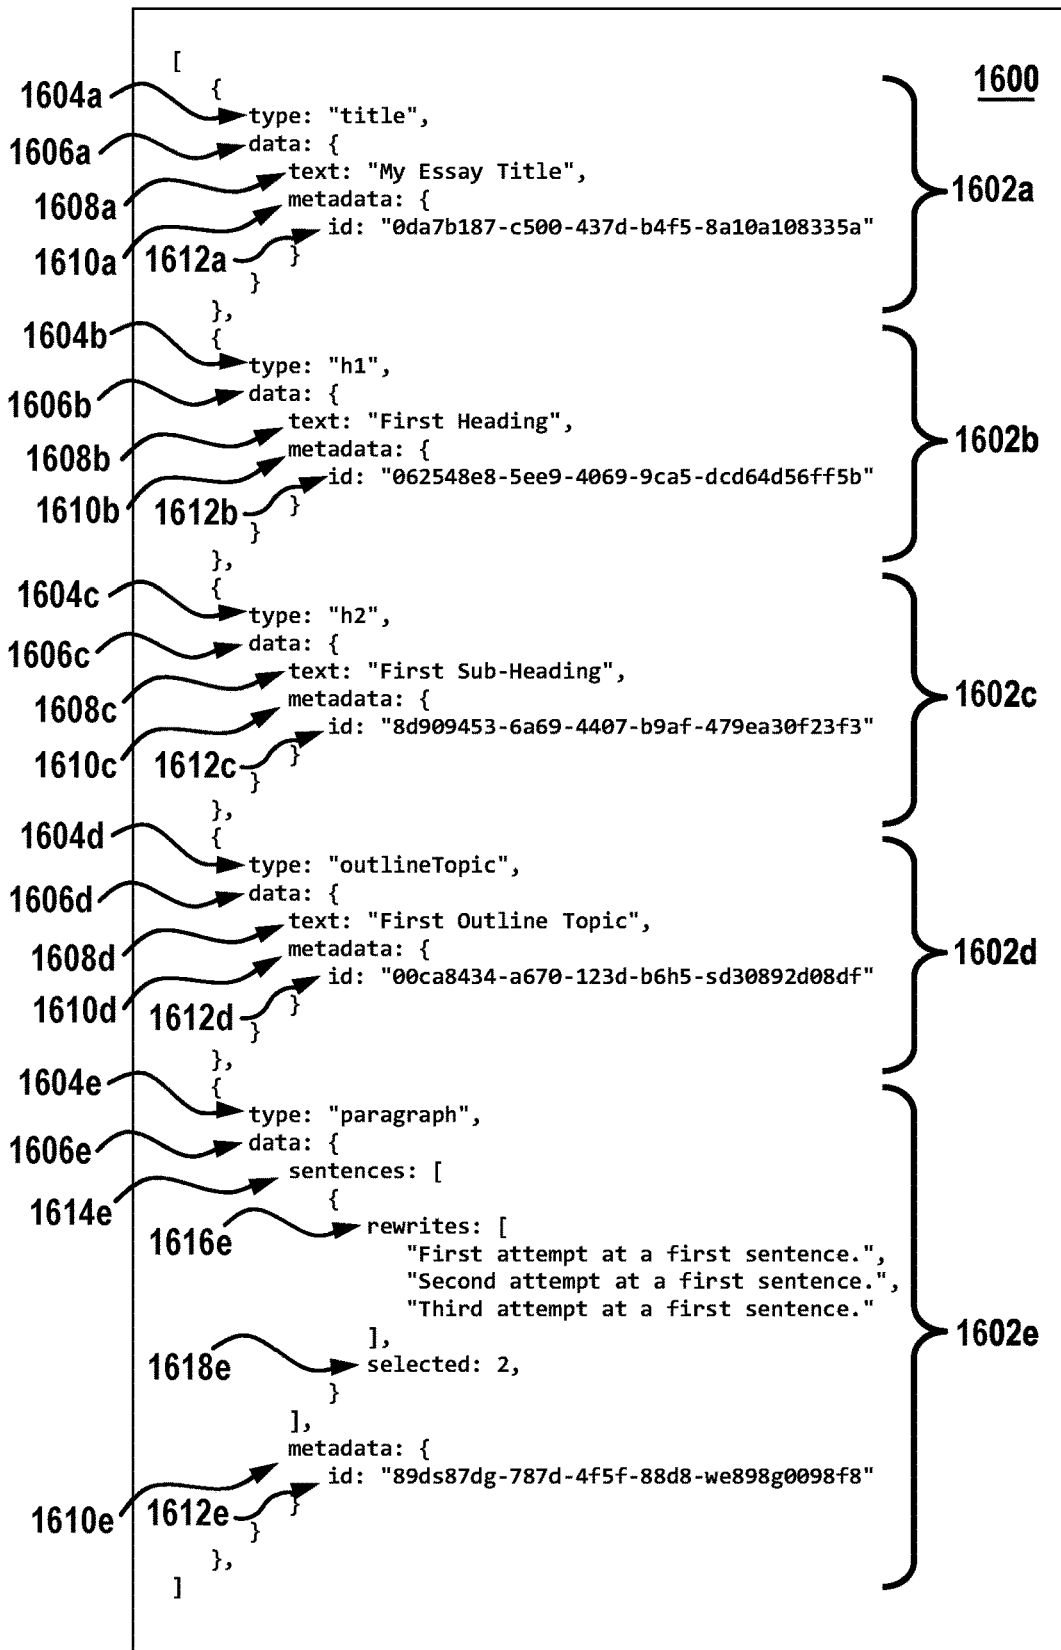 [
1600
{
1604a
type: "title",
1606a
data: {
1608a
text: "My Essay Title",
1602a
1610a
metadata: {
1612a
id: "0da7b187-c500-437d-b4f5-8a10a108335a"
}
}
},
1604b
{
type: "h1",
1606b
data: {
1608b
text: "First Heading",
1602b
1610b
metadata: {
1612b
id: "062548e8-5ee9-4069-9ca5-dcd64d56ff5b"
}
}
},
1604c
{
type: "h2",
1606c
data: {
1608c
text: "First Sub-Heading",
1602c
1610c
metadata: {
1612c
id: "8d909453-6a69-4407-b9af-479ea30f23f3"
}
}
},
1604d
{
type: "outlineTopic",
1606d
data: {
1608d
text: "First Outline Topic",
1602d
1610d
metadata: {
1612d
id: "00ca8434-a670-123d-b6h5-sd30892d08df"
}
}
},
1604e
{
type: "paragraph",
1606e
data: {
1614e
sentences: [
{
1616e
rewrites: [
"First attempt at a first sentence.",
"Second attempt at a first sentence.",
"Third attempt at a first sentence."
1602e
],
1618e
selected: 2,
}
],
1610e
metadata: {
1612e
id: "89ds87dg-787d-4f5f-88d8-we898g0098f8"
}
}
},
]